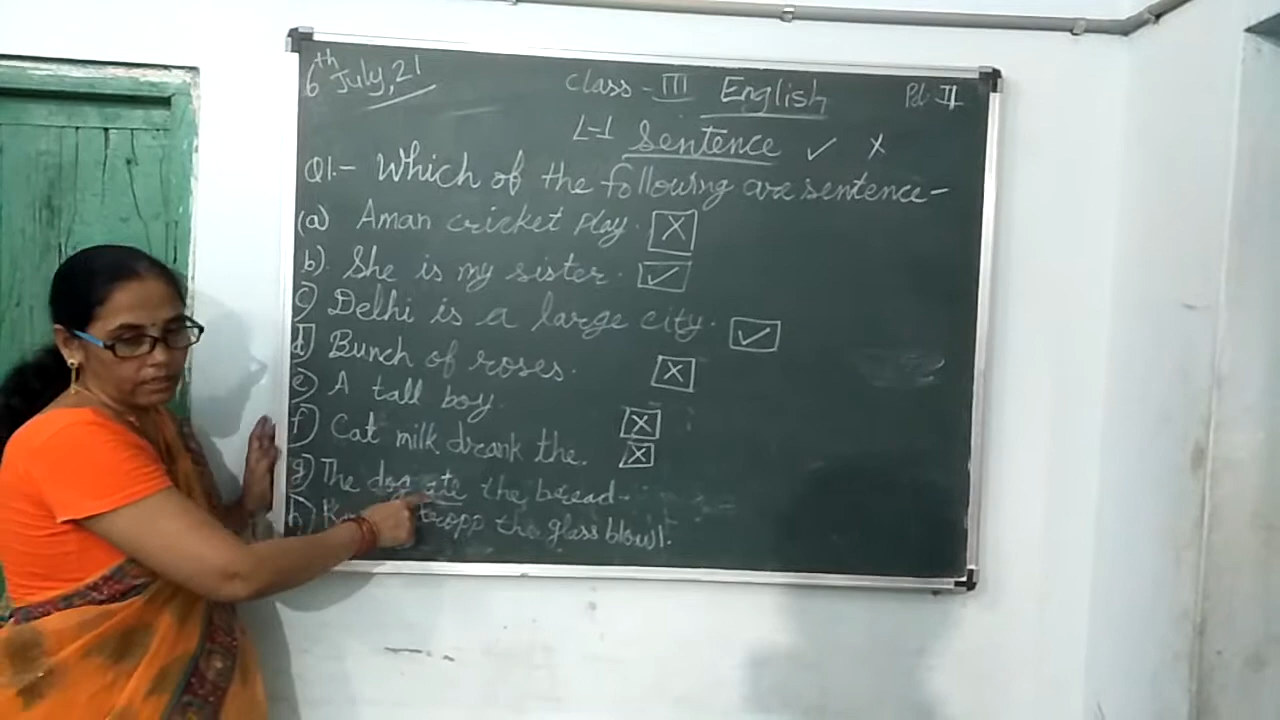 6th July, 21
Class - III English
Pd. II
L-1 Sentence ✓ ✗
Q1.- Which of the following are sentence-
(a) Aman cricket play. ✗
b) She is my sister. ✓
c) Delhi is a large city. ✓
d) Bunch of roses. ✗
e) A tall boy. ✗
f) Cat milk drank the. ✗
g) The dog ate the bread.
h) the glass blowl.